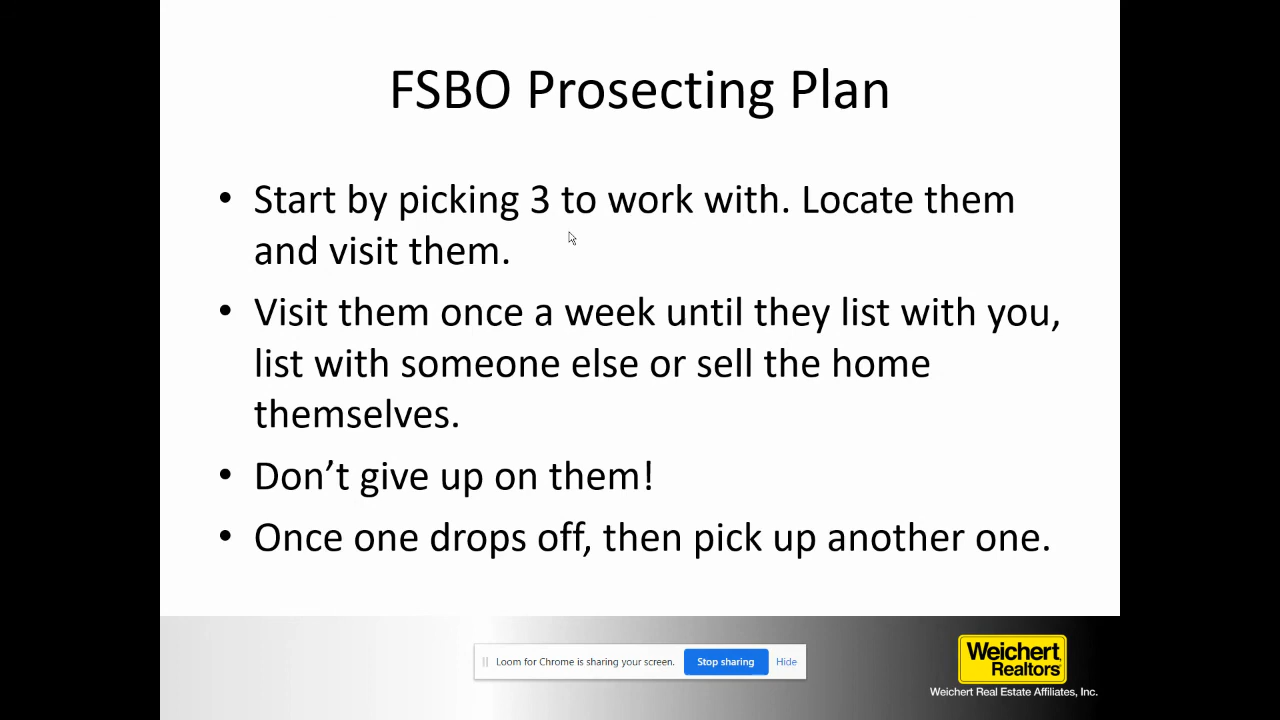 FSBO Prosecting Plan
• Start by picking 3 to work with. Locate them
and visit them.
• Visit them once a week until they list with you,
list with someone else or sell the home
themselves.
• Don’t give up on them!
• Once one drops off, then pick up another one.
Loom for Chrome is sharing your screen. Stop sharing Hide
Weichert
Realtors
Weichert Real Estate Affiliates, Inc.